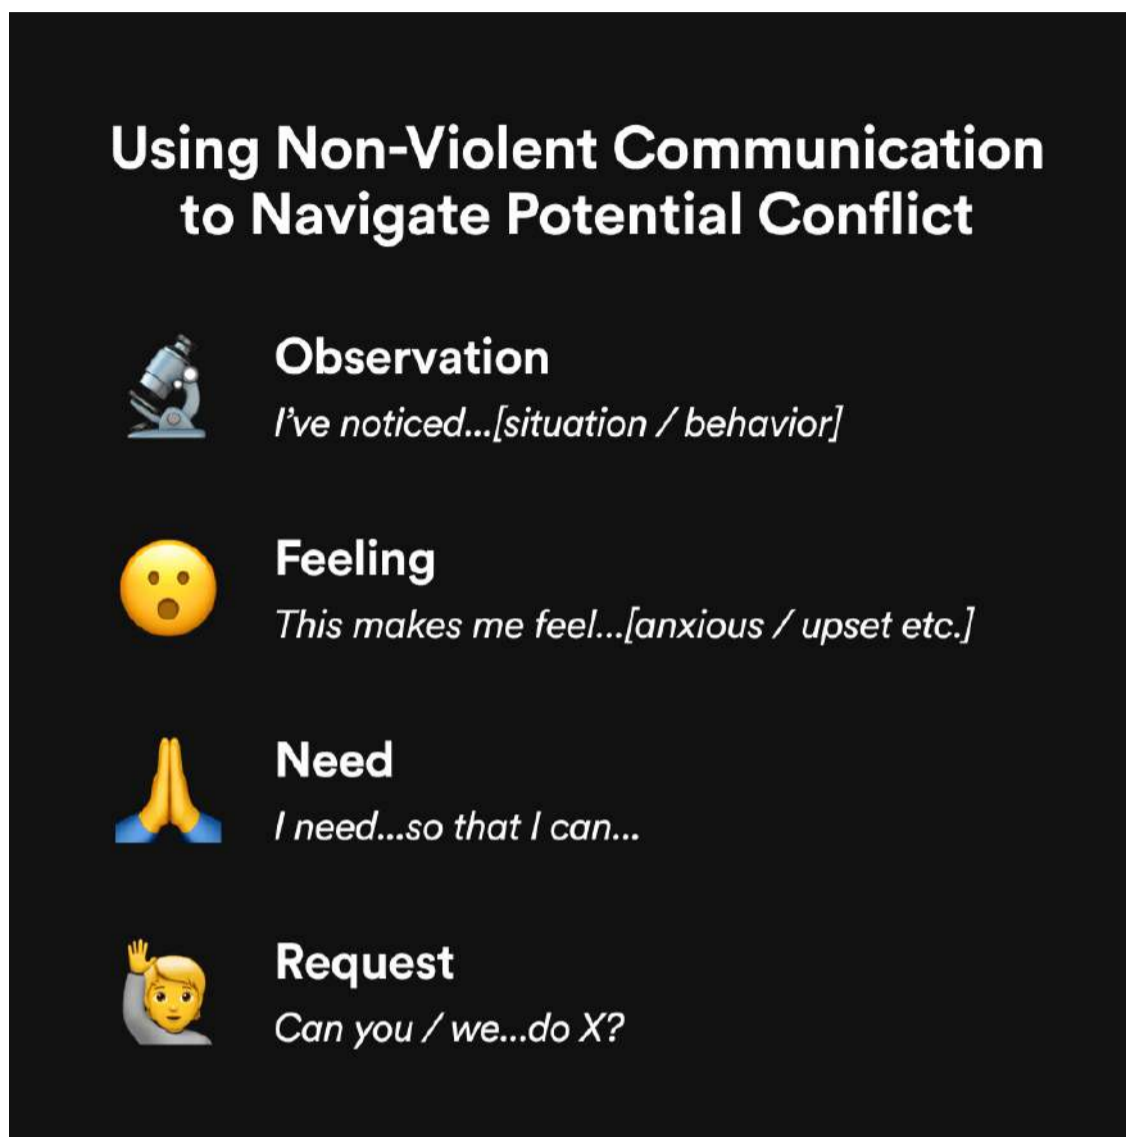 Using Non-Violent Communication
to Navigate Potential Conflict
Observation
I've noticed...[situation / behavior]
Feeling
This makes me feel...[anxious / upset etc.]
Need
I need...so that I can...
Request
Can you / we...do X?